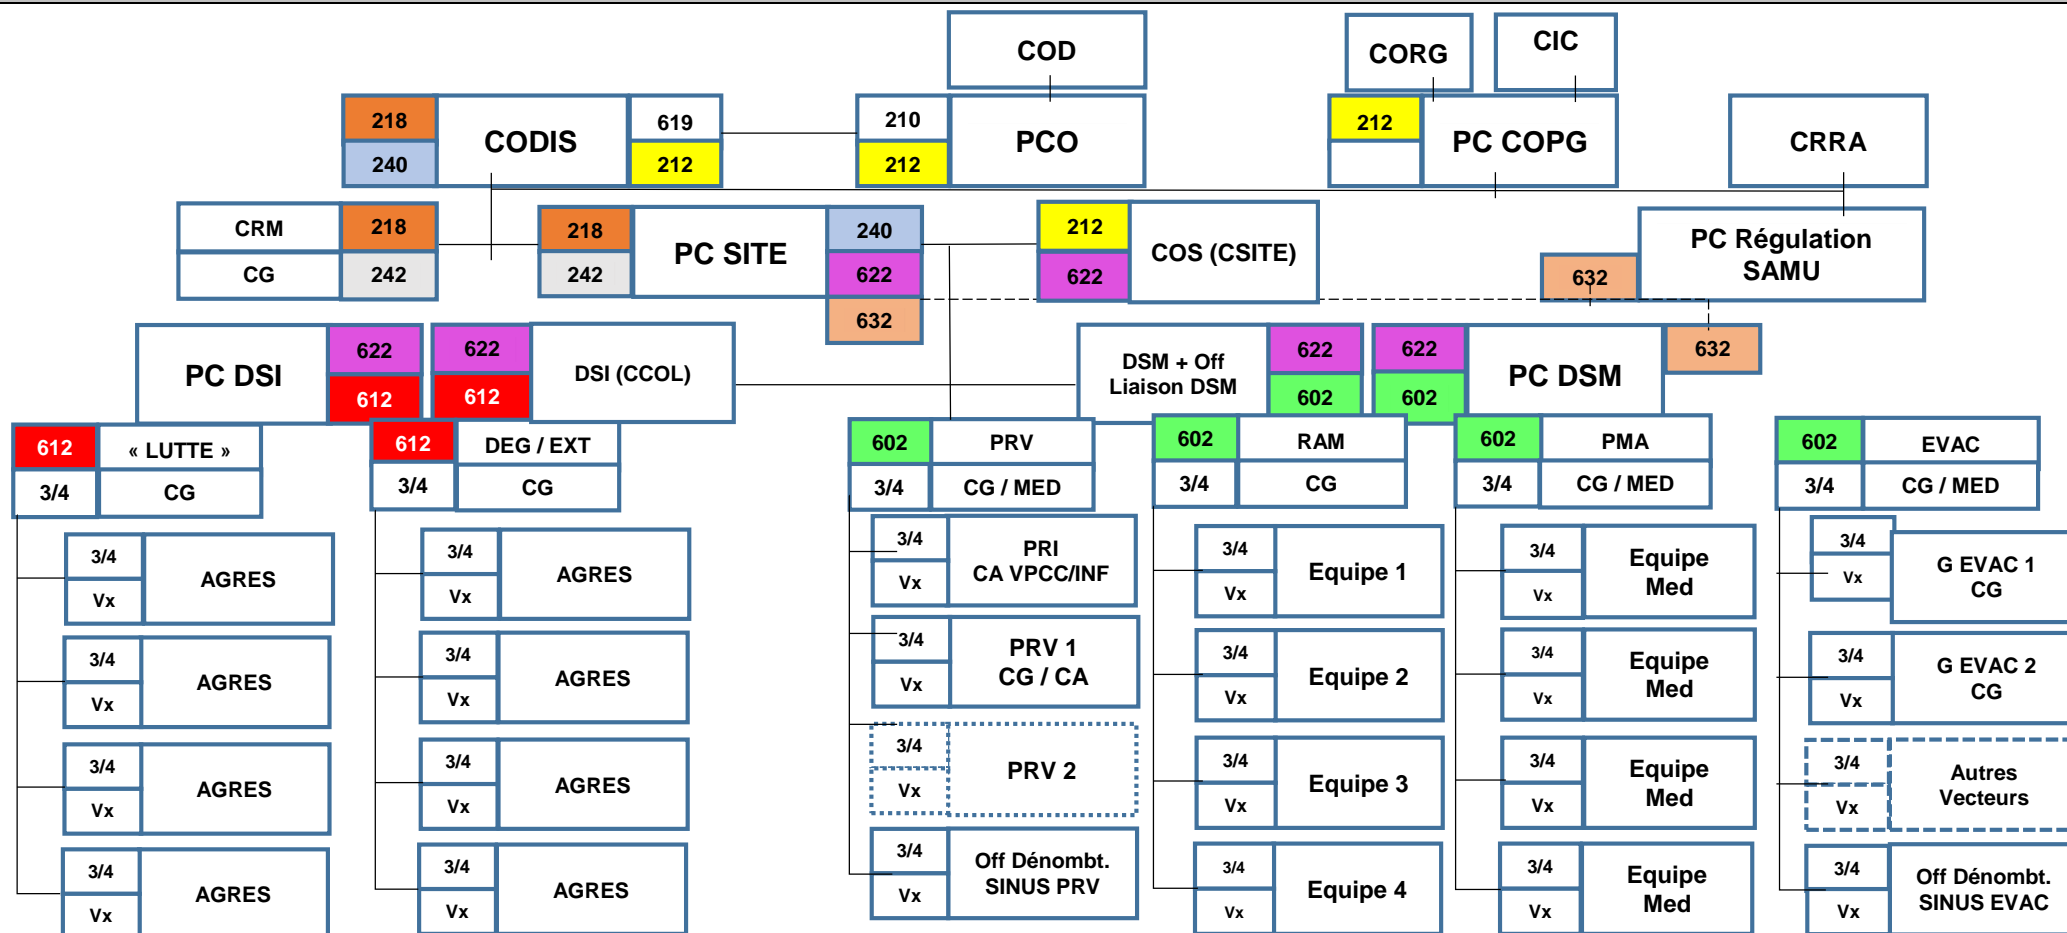 COD
CORG
CIC
218
CODIS
619
240
212
210
PCO
212
212
PC COPG
CRRA
CRM
218
CG
242
218
PC SITE
240
242
622
632
212
COS (CSITE)
622
PC Régulation
SAMU
632
PC DSI
622
612
622
DSI (CCOL)
612
DSM + Off
Liaison DSM
622
602
622
PC DSM
602
632
612
« LUTTE »
3/4
CG
612
DEG / EXT
3/4
CG
602
PRV
3/4
CG / MED
602
RAM
3/4
CG
602
PMA
3/4
CG / MED
602
EVAC
3/4
CG / MED
3/4
AGRES
Vx
3/4
AGRES
Vx
3/4
AGRES
Vx
3/4
AGRES
Vx
3/4
AGRES
Vx
3/4
AGRES
Vx
3/4
AGRES
Vx
3/4
AGRES
Vx
3/4
Vx
PRI
CA VPCC/INF
3/4
Vx
PRV 1
CG / CA
3/4
Vx
PRV 2
3/4
Vx
Off Dénombt.
SINUS PRV
3/4
Vx
Equipe 1
3/4
Vx
Equipe 2
3/4
Vx
Equipe 3
3/4
Vx
Equipe 4
3/4
Vx
Equipe
Med
3/4
Vx
Equipe
Med
3/4
Vx
Equipe
Med
3/4
Vx
Equipe
Med
3/4
Vx
G EVAC 1
CG
3/4
Vx
G EVAC 2
CG
3/4
Vx
Autres
Vecteurs
3/4
Vx
Off Dénombt.
SINUS EVAC